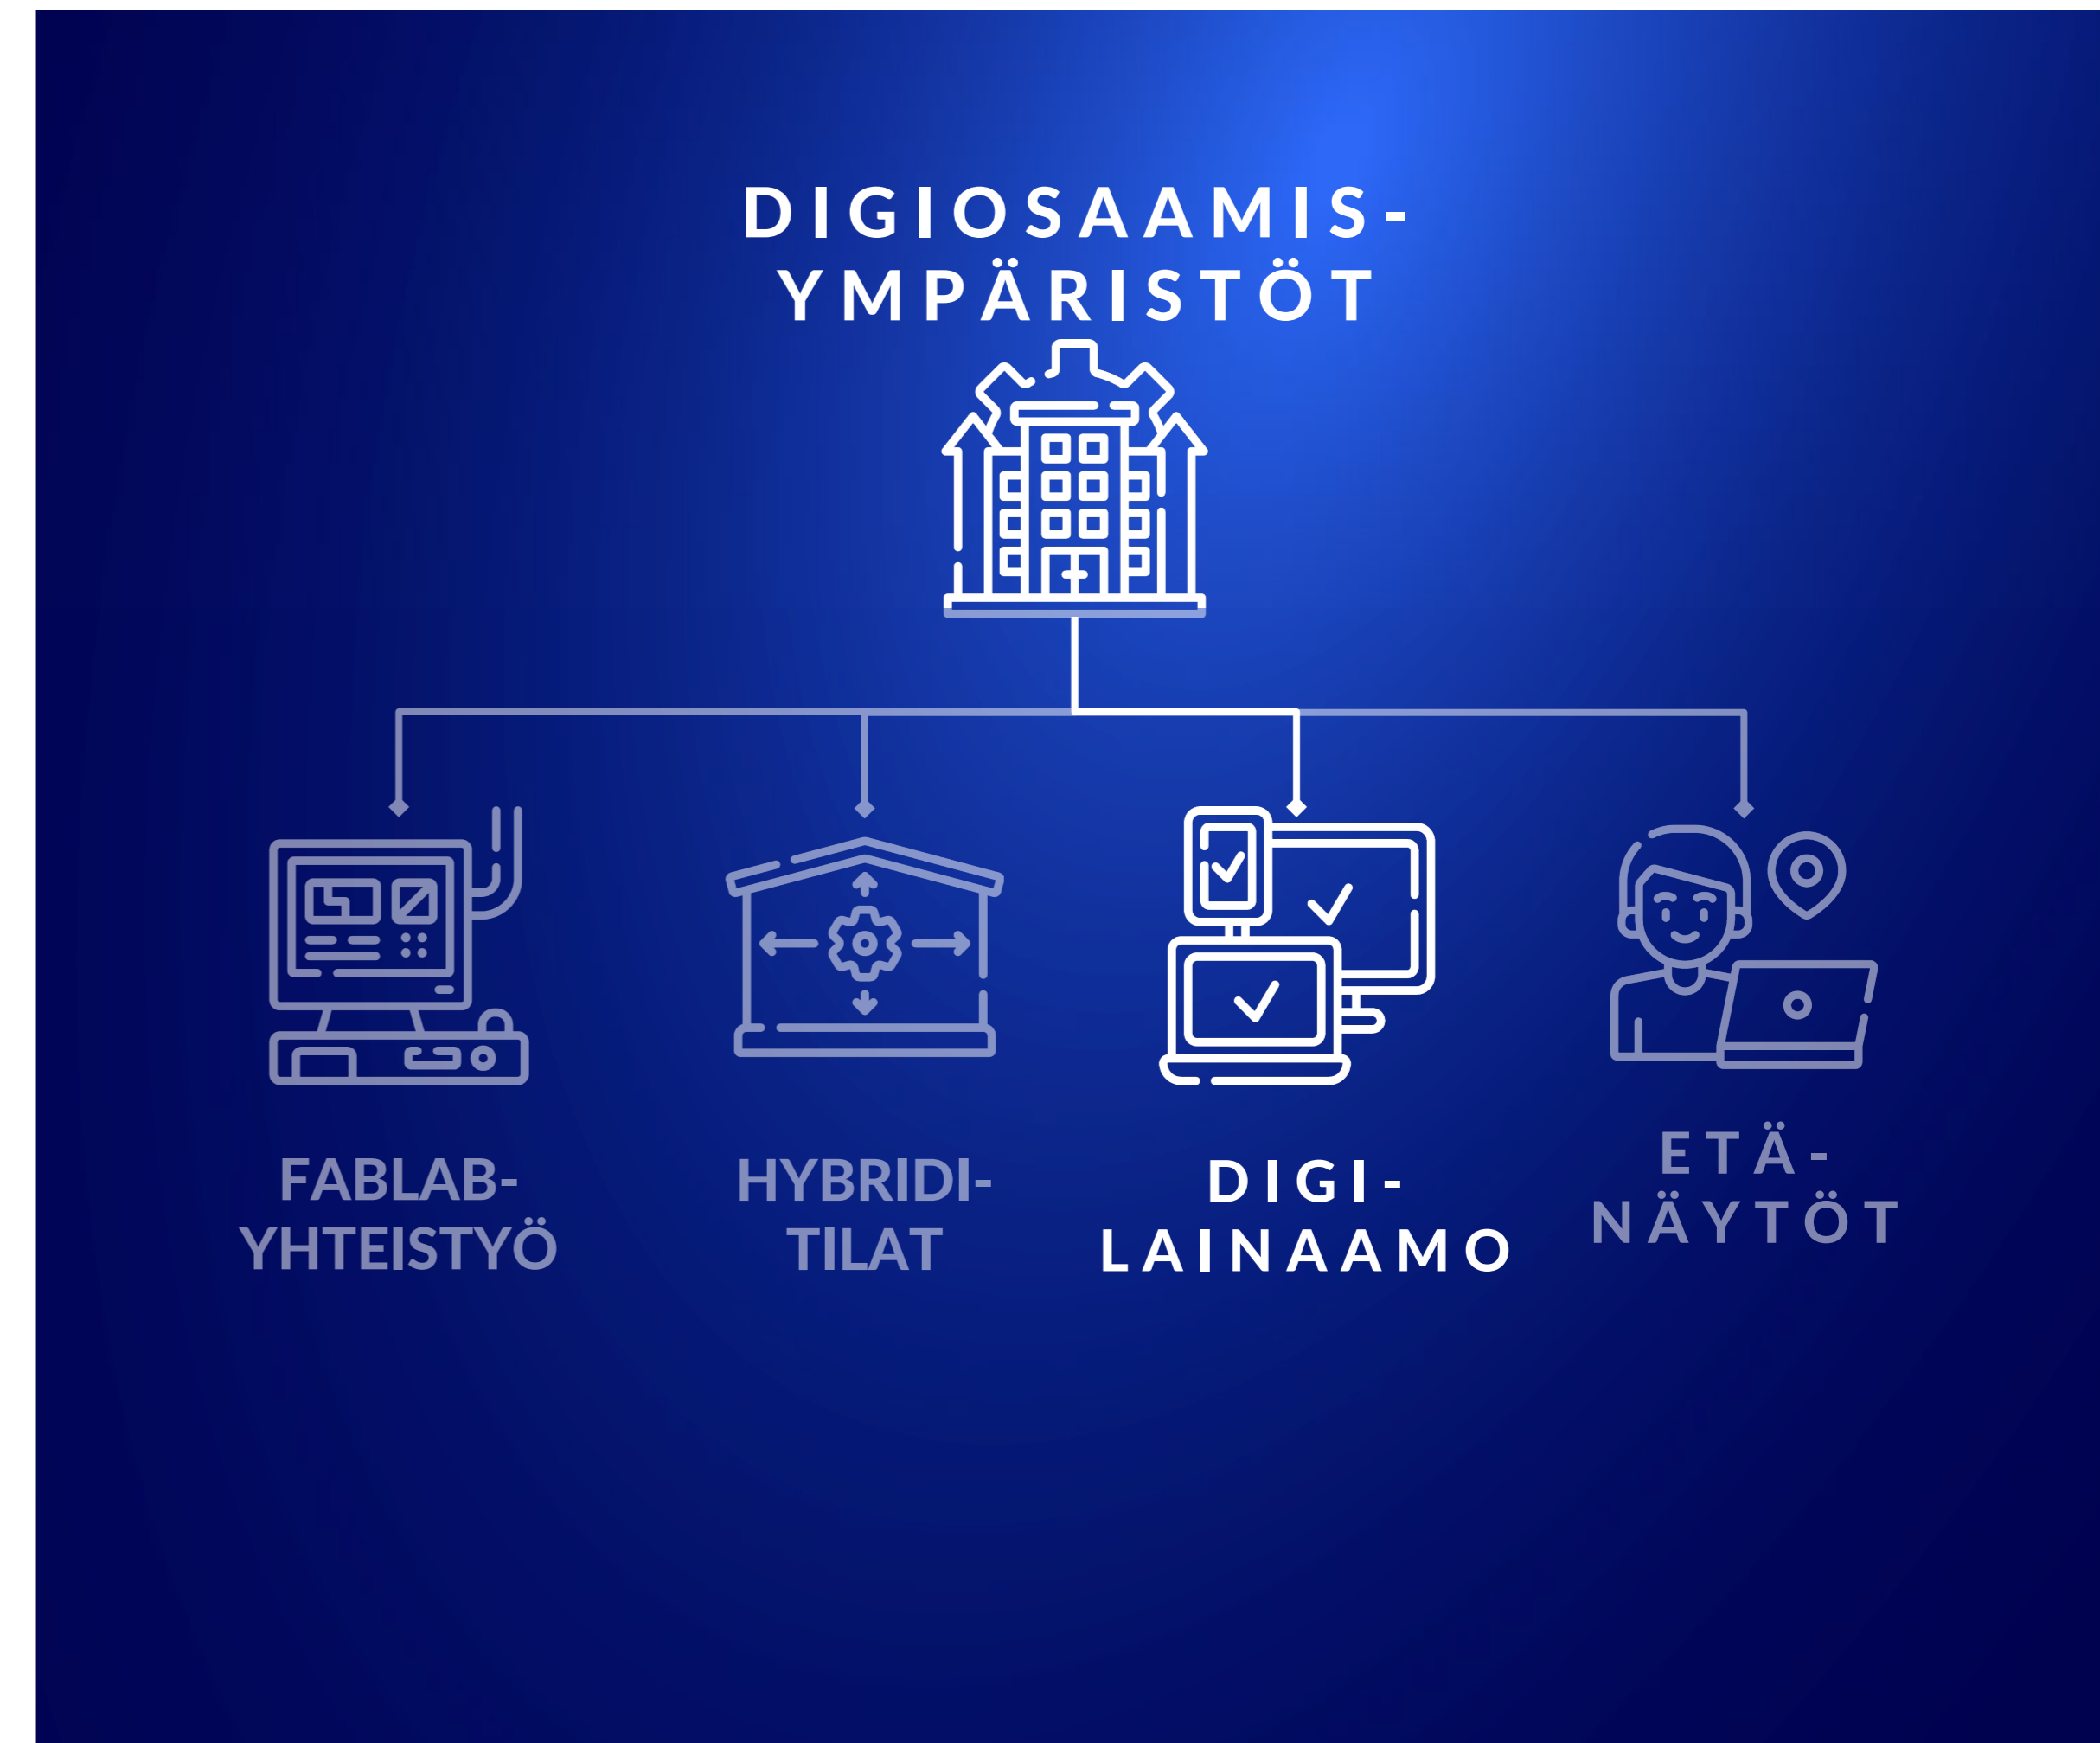 DIGIOSAAMIS-
YMPÄRISTÖT
FABLAB-
YHTEISTYÖ
HYBRIDI-
TILAT
DIGI-
LAINAAMO
ETÄ-
NÄYTÖT